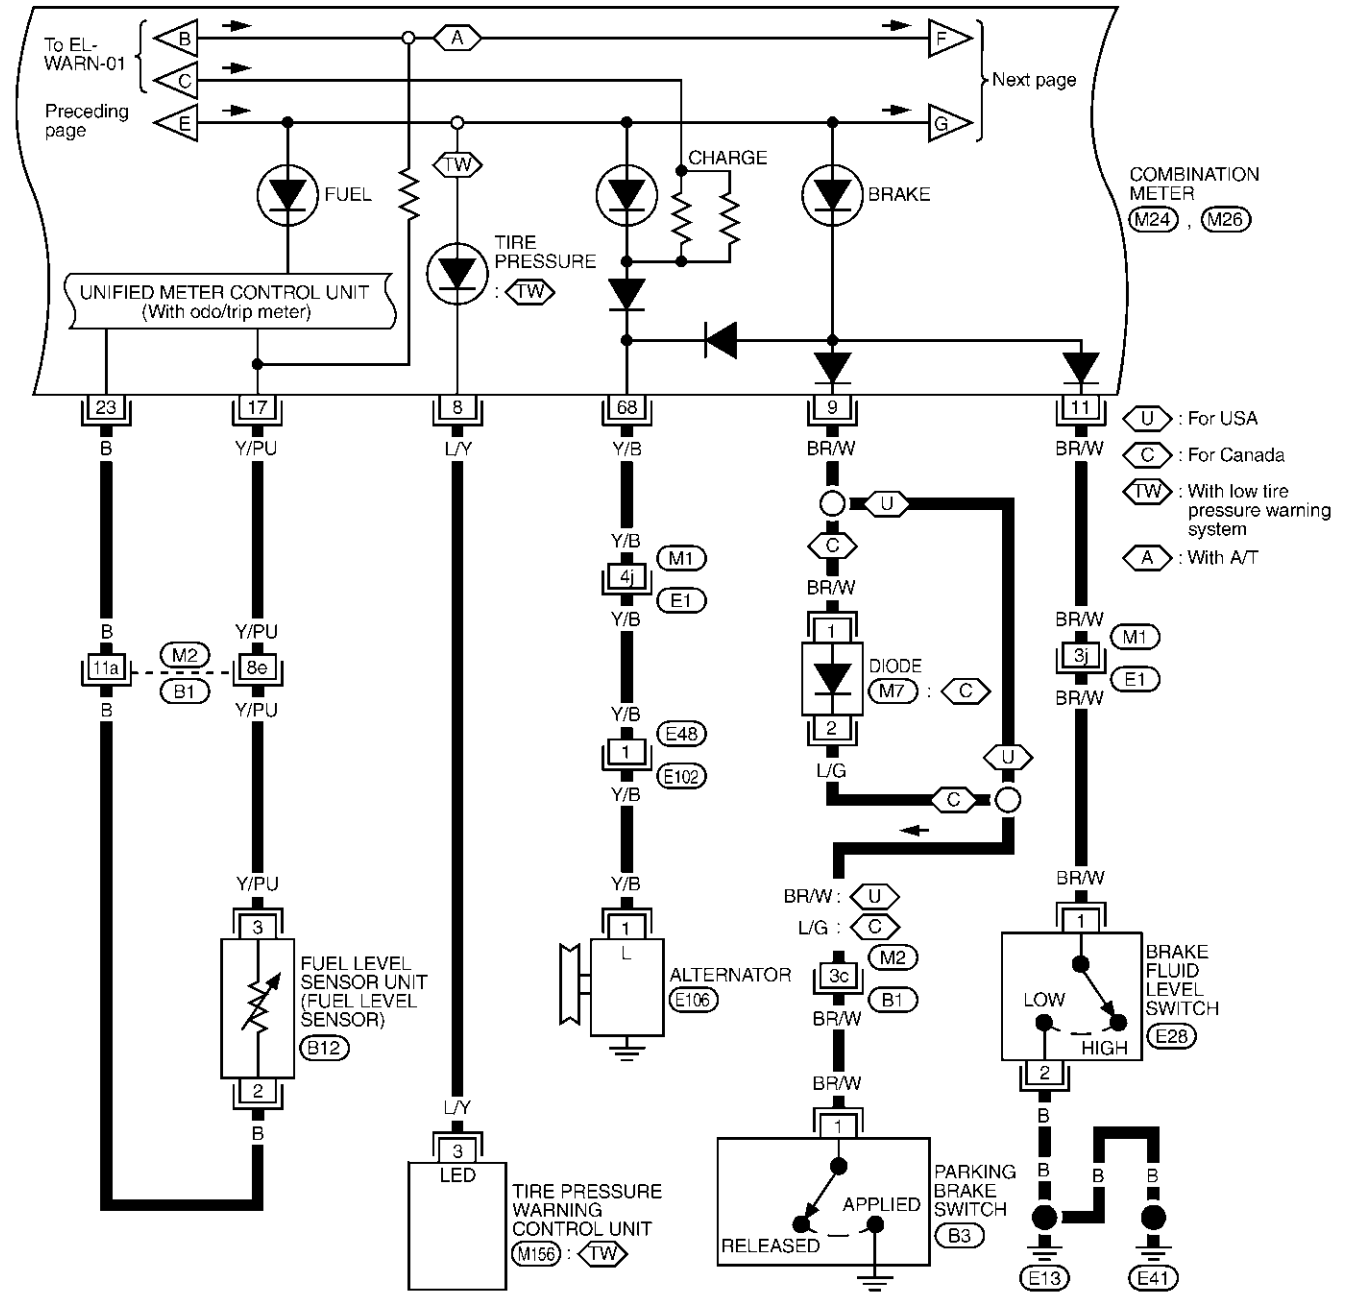 To EL-
WARN-01
B
A
F
C
Next page
Preceding
page
E
G
TW
CHARGE
FUEL
BRAKE
COMBINATION
METER
M24 , M26
TIRE
PRESSURE
: TW
UNIFIED METER CONTROL UNIT
(With odo/trip meter)
23
17
8
68
9
11
B
Y/PU
L/Y
Y/B
BR/W
BR/W
U : For USA
C : For Canada
TW : With low tire
pressure warning
system
A : With A/T
U
C
Y/B
4j
M1
E1
Y/B
BR/W
1
DIODE
M7 : C
2
L/G
B
Y/PU
11a
M2
B1
8e
B
Y/PU
BR/W
3j
M1
E1
BR/W
Y/B
1
E48
E102
Y/B
U
C
Y/PU
Y/B
BR/W : U
L/G : C
BR/W
3
FUEL LEVEL
SENSOR UNIT
(FUEL LEVEL
SENSOR)
B12
2
B
1
L
ALTERNATOR
E106
3c
M2
B1
BR/W
BR/W
1
BRAKE
FLUID
LEVEL
SWITCH
E28
LOW
HIGH
2
B
L/Y
3
LED
TIRE PRESSURE
WARNING
CONTROL UNIT
M156 : TW
1
APPLIED
RELEASED
PARKING
BRAKE
SWITCH
B3
B
B
B
E13
E41